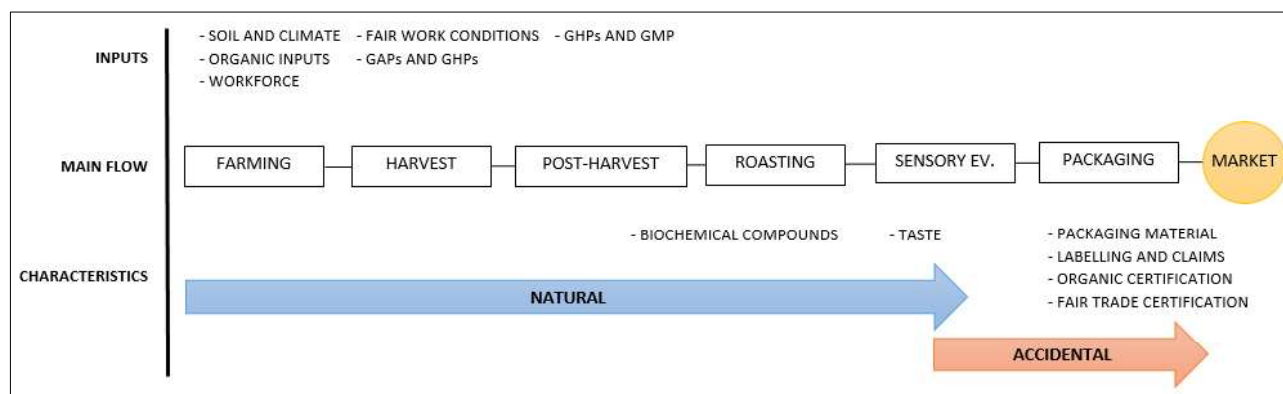 - SOIL AND CLIMATE - FAIR WORK CONDITIONS - GHPs AND GMP
INPUTS - ORGANIC INPUTS - GAPs AND GHPs
- WORKFORCE
MAIN FLOW FARMING HARVEST POST-HARVEST ROASTING SENSORY EV. PACKAGING MARKET
- BIOCHEMICAL COMPOUNDS - TASTE - PACKAGING MATERIAL
- LABELLING AND CLAIMS
CHARACTERISTICS - ORGANIC CERTIFICATION
NATURAL - FAIR TRADE CERTIFICATION
ACCIDENTAL